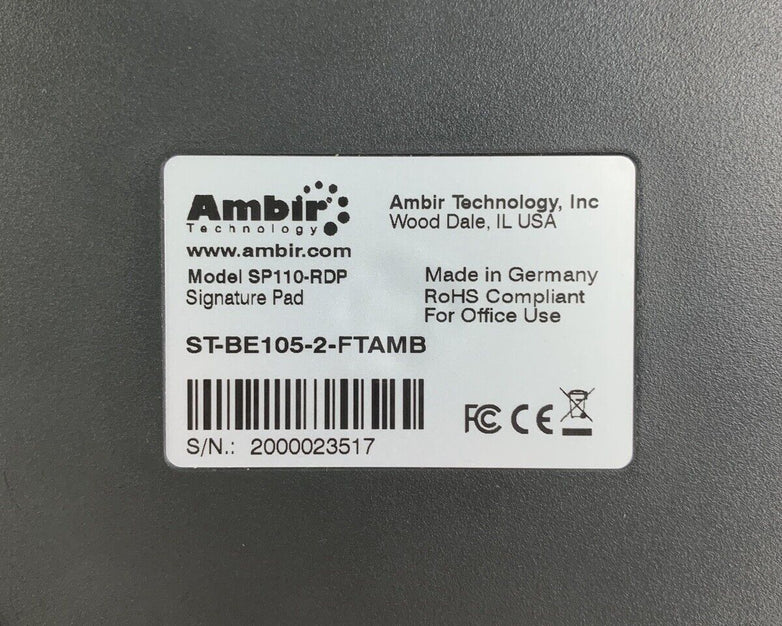 Ambir
Technology
www.ambir.com
Model SP110-RDP
Signature Pad
Ambir Technology, Inc
Wood Dale, IL USA
Made in Germany
RoHS Compliant
For Office Use
ST-BE105-2-FTAMB
S/N.: 2000023517
FC CE